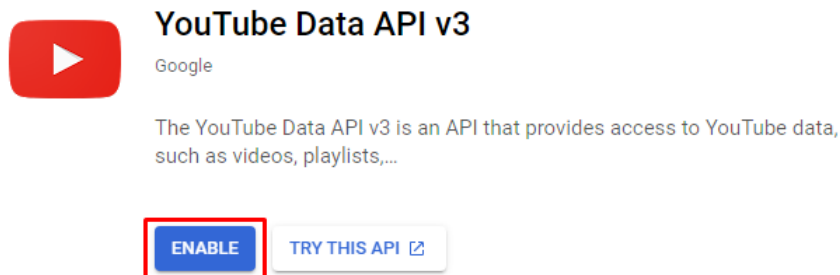 YouTube Data API v3
Google
The YouTube Data API v3 is an API that provides access to YouTube data,
such as videos, playlists,...
ENABLE
TRY THIS API